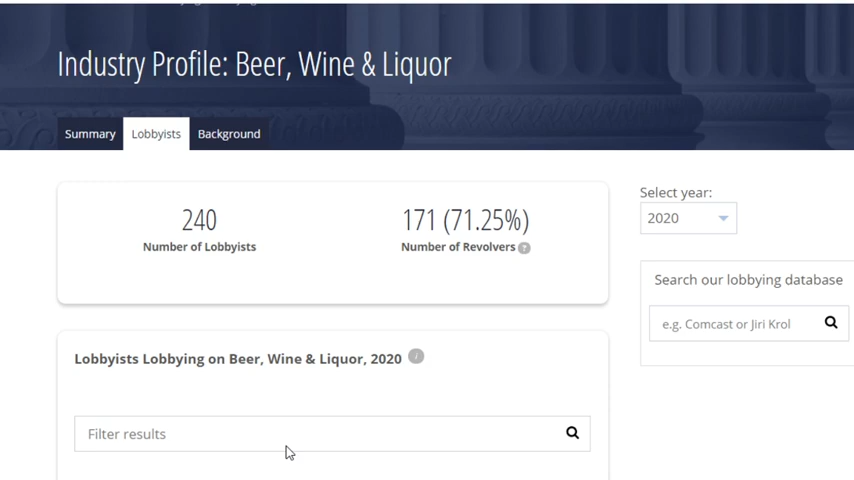 Industry Profile: Beer, Wine & Liquor
Summary
Lobbyists
Background
240
Number of Lobbyists
171 (71.25%)
Number of Revolvers ?
Select year:
2020
Search our lobbying database
e.g. Comcast or Jiri Krol
Lobbyists Lobbying on Beer, Wine & Liquor, 2020 i
Filter results